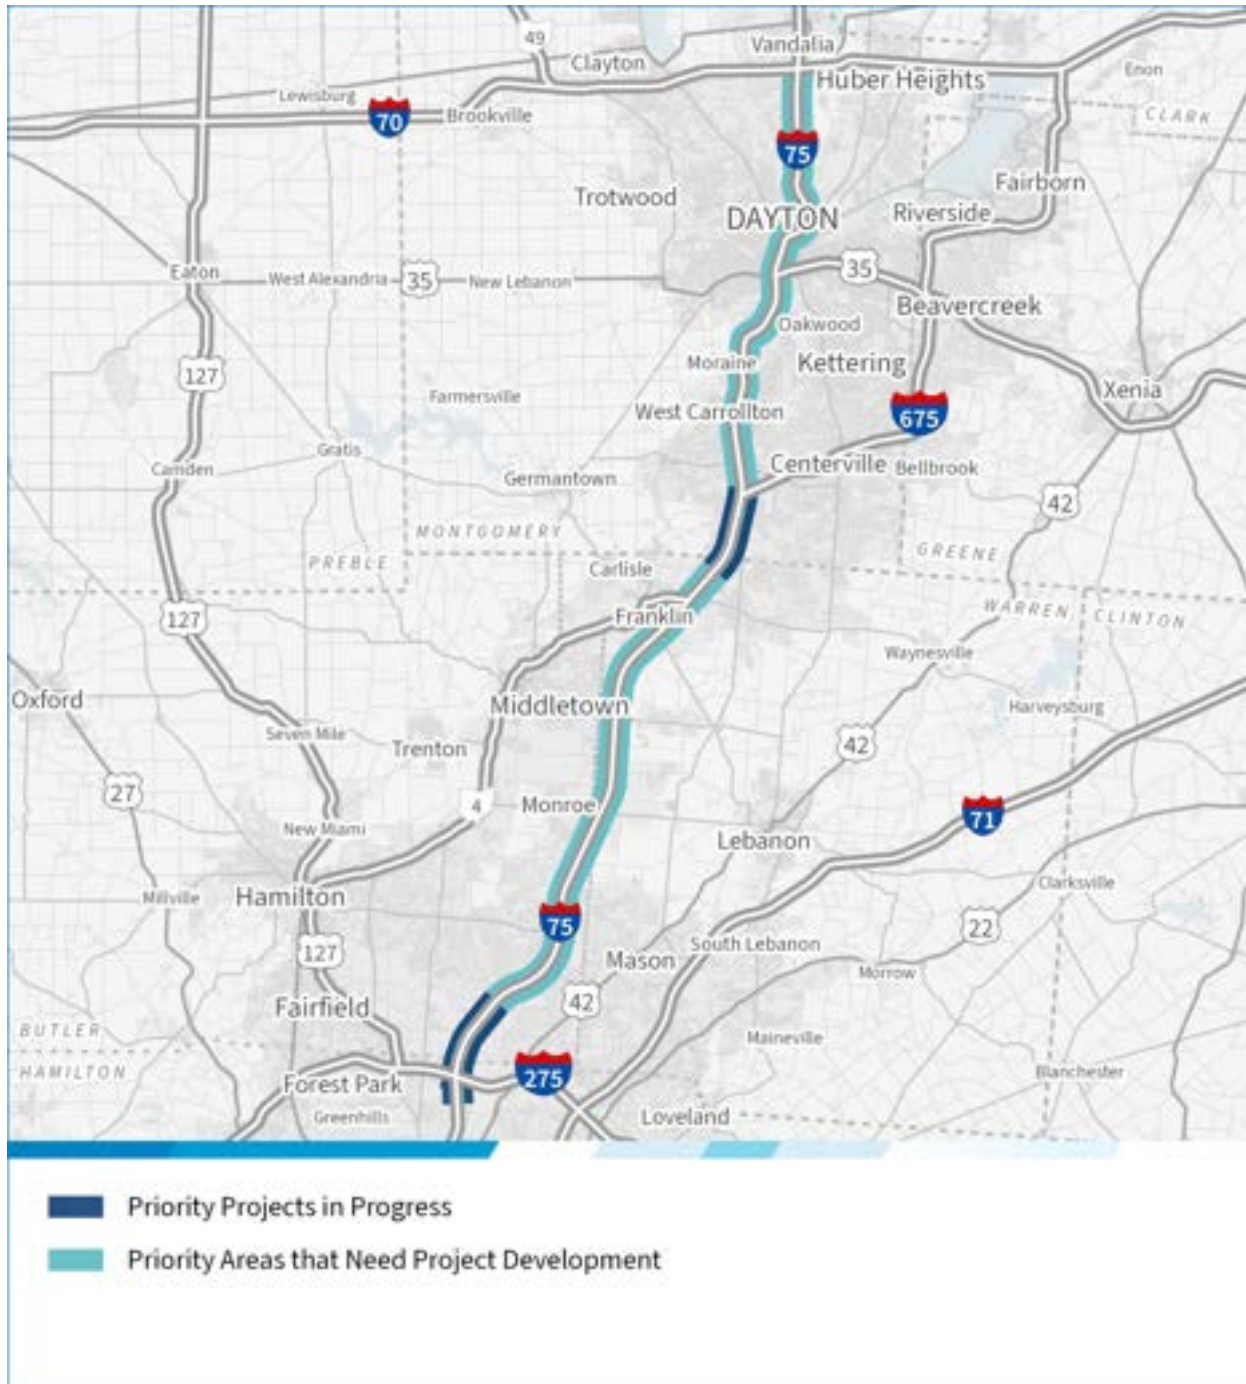 49
Vandalia
Clayton
Huber Heights
Enon
Lewisburg
70
Brookville
CLARK
75
Fairborn
Trotwood
DAYTON
Riverside
Eaton
West Alexandria
35
New Lebanon
35
Beavercreek
Oakwood
Moraine
Kettering
127
Xenia
Farmersville
West Carrollton
675
Gratis
Camden
Centerville
Bellbrook
Germantown
42
MONTGOMERY
GREENE
PREBLE
Carlisle
127
Franklin
WARREN
CLINTON
Waynesville
Oxford
Middletown
Harveysburg
Seven Mile
Trenton
42
27
4
Monroe
71
New Miami
Lebanon
Clarksville
Millville
Hamilton
75
22
127
South Lebanon
Mason
Morrow
Fairfield
42
BUTLER
Maineville
HAMILTON
Forest Park
275
Blanchester
Greenhills
Loveland
Priority Projects in Progress
Priority Areas that Need Project Development